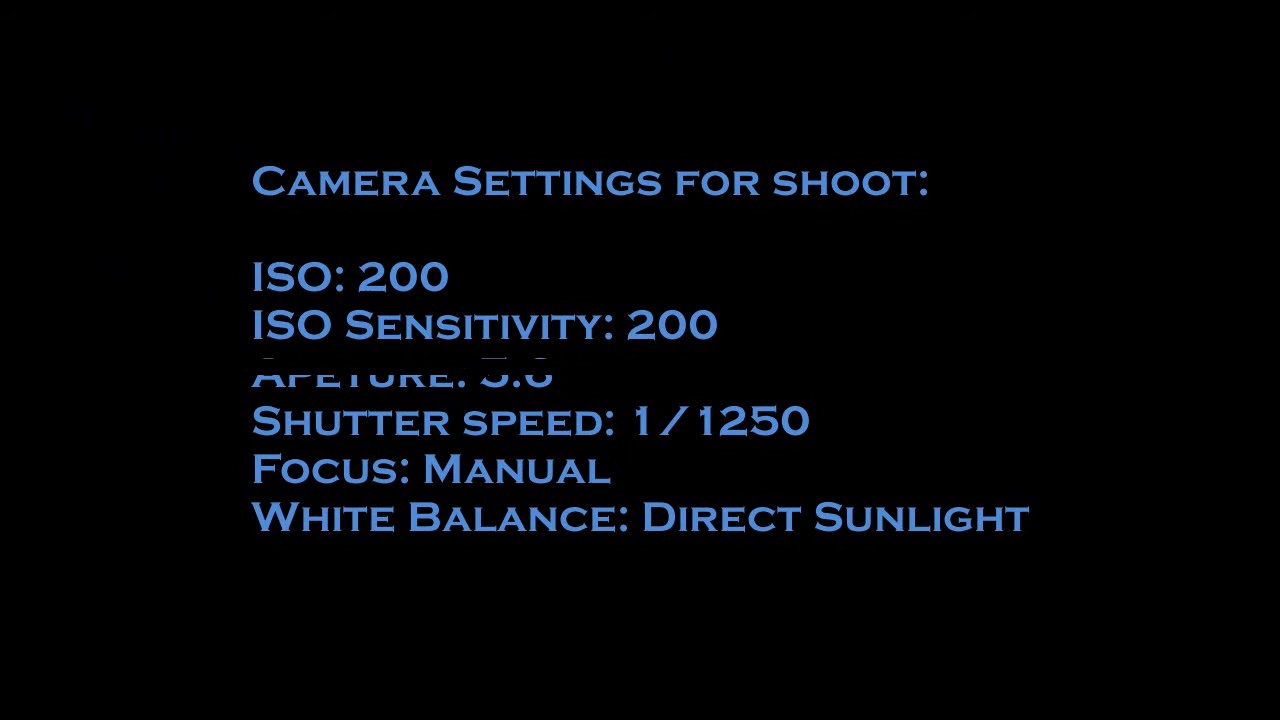 Camera Settings for shoot:
ISO: 200
ISO Sensitivity: 200
Apeture:
Shutter speed: 1/1250
Focus: Manual
White Balance: Direct Sunlight